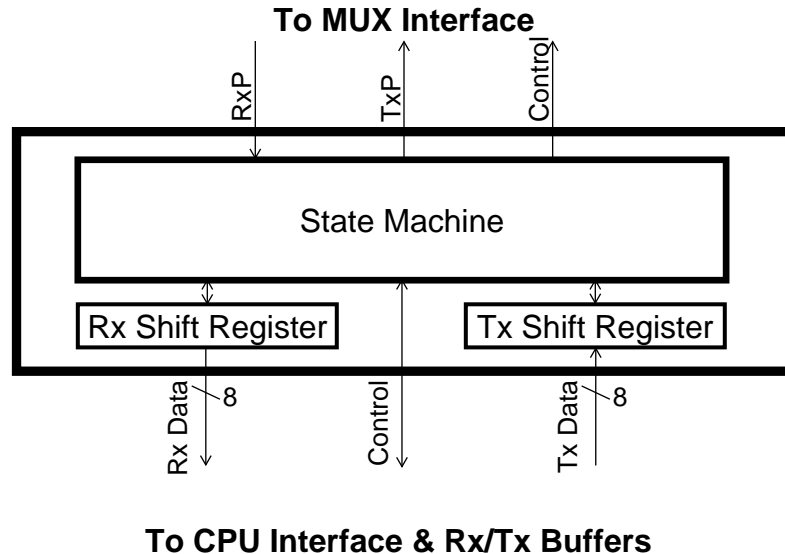 To MUX Interface
RxP
TxP
Control
State Machine
Rx Shift Register
Tx Shift Register
Rx Data
8
Control
Tx Data
8
To CPU Interface & Rx/Tx Buffers